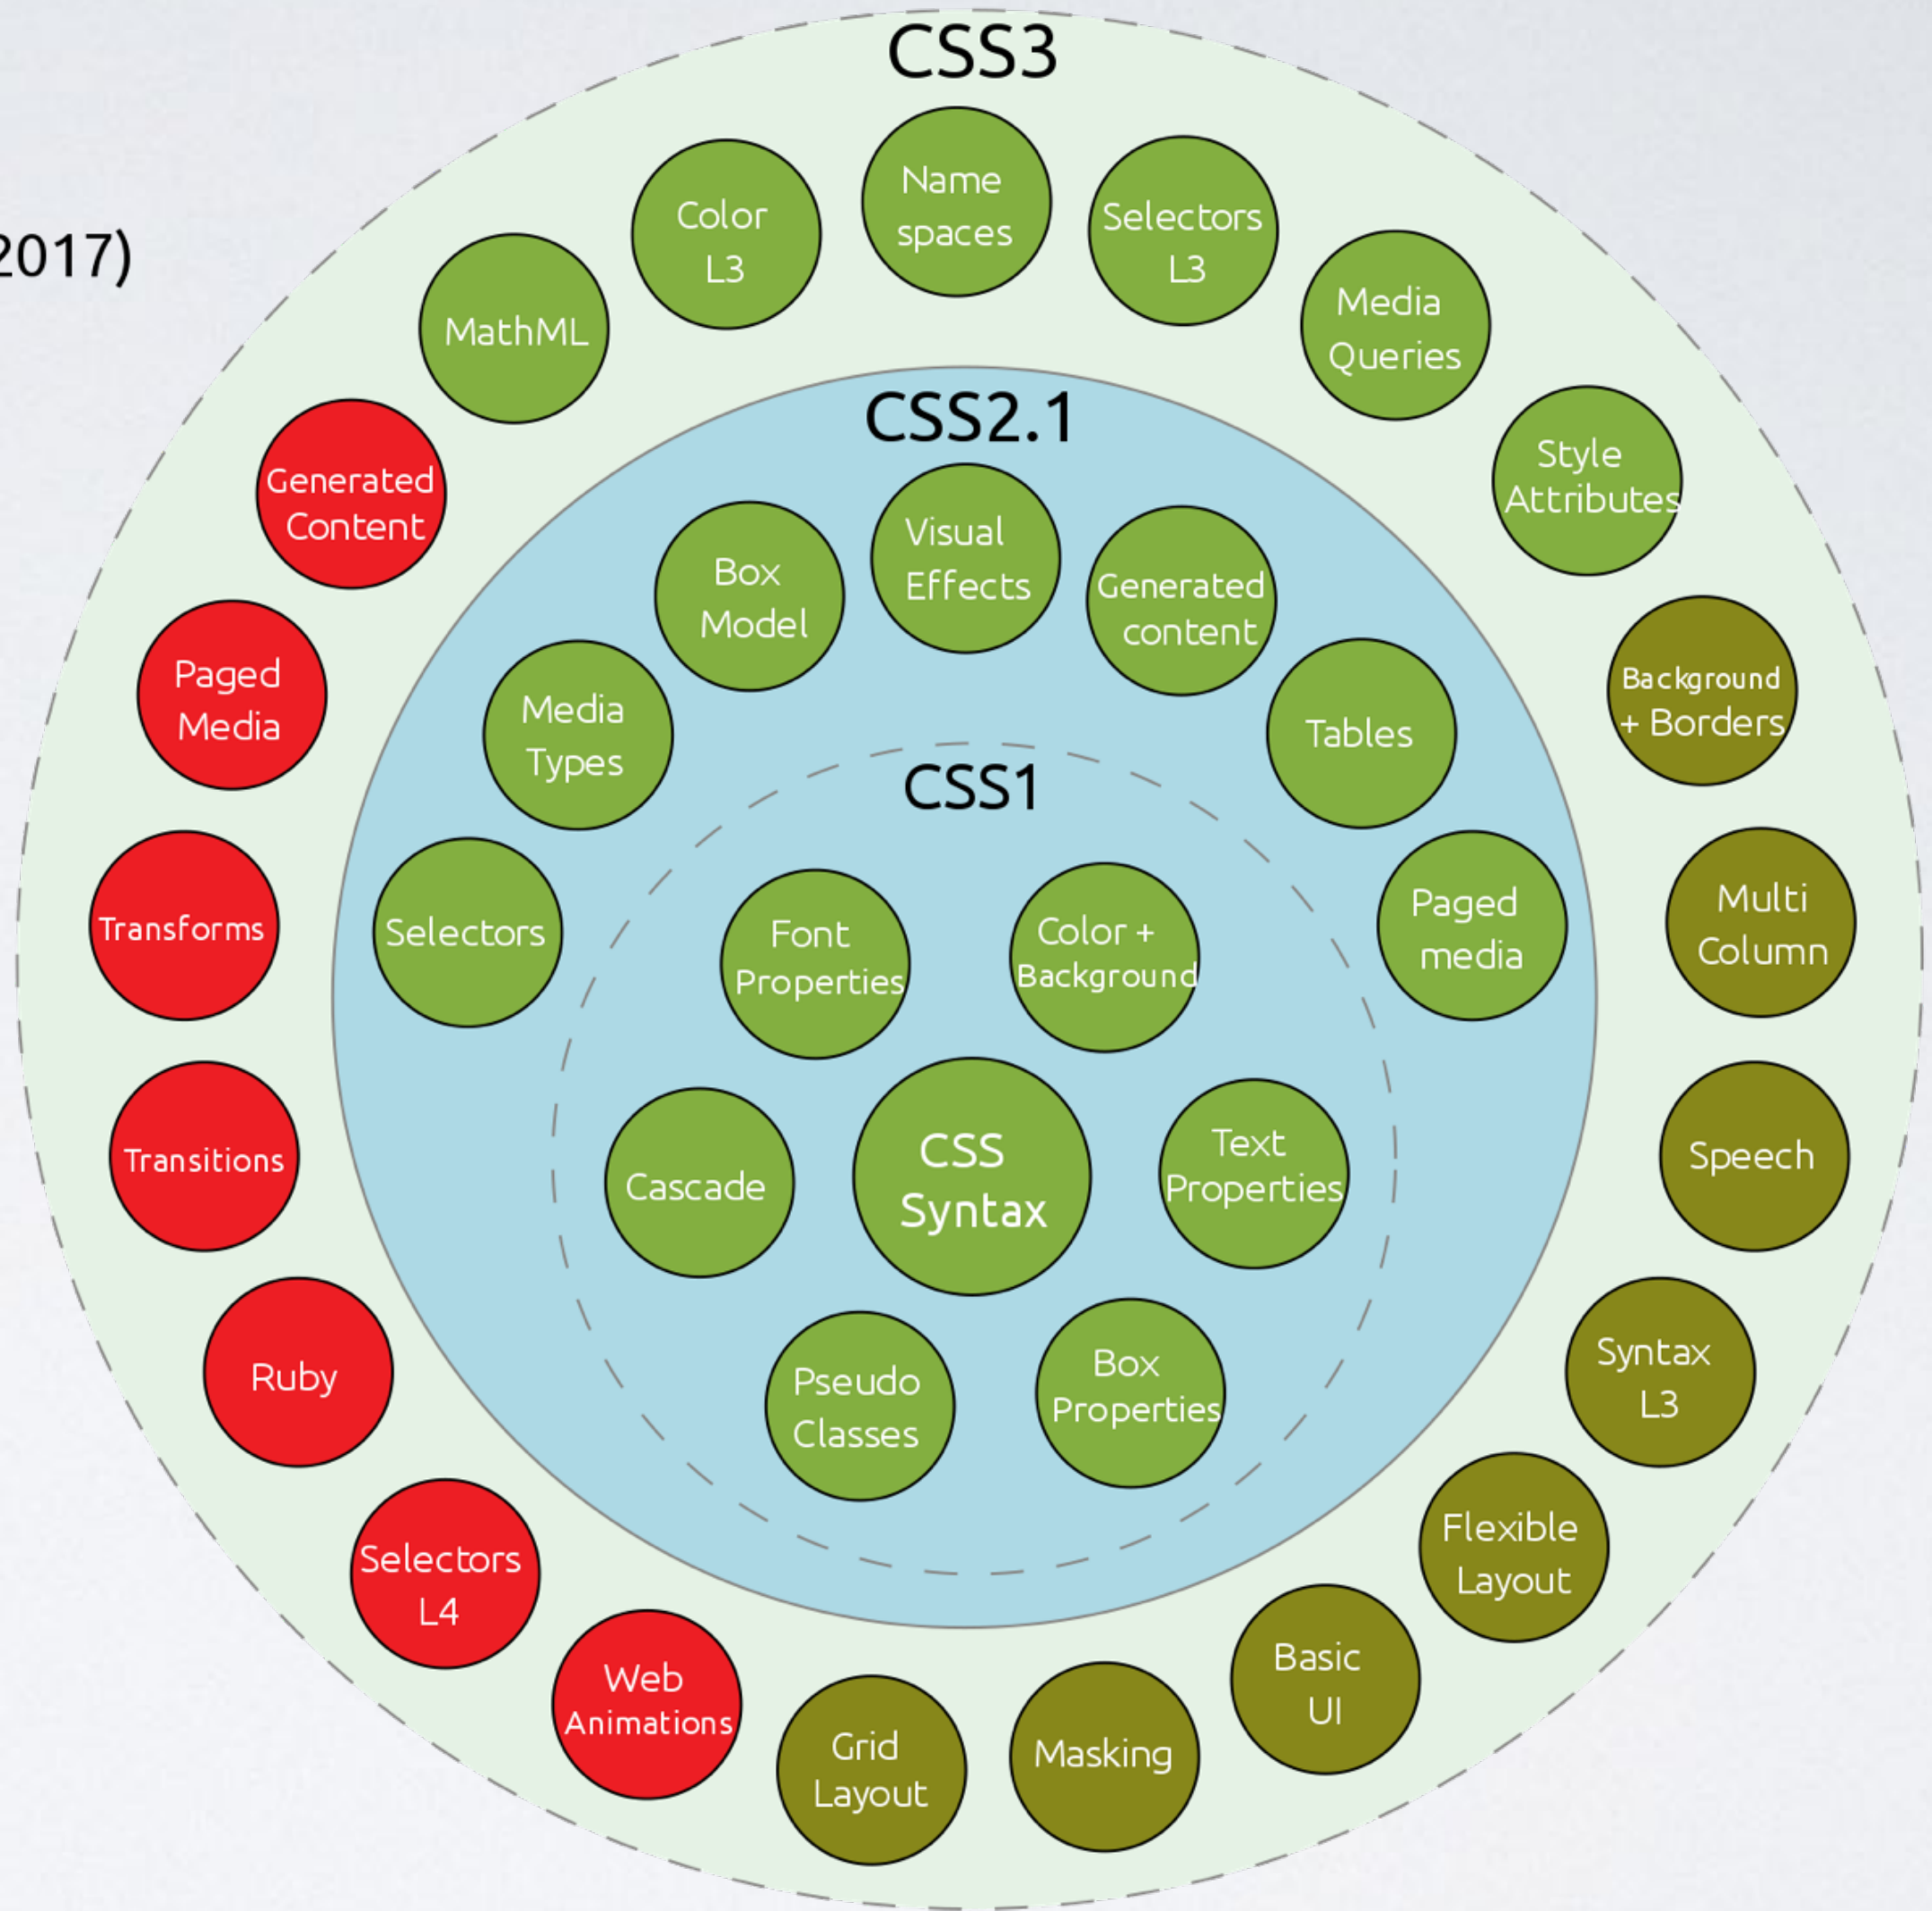 CSS3
2017)
Name
spaces
Selectors
L3
Media
Queries
Style
Attributes
Background
+ Borders
Multi
Column
Speech
Syntax
L3
Flexible
Layout
Basic
UI
Masking
Grid
Layout
Web
Animations
Selectors
L4
Ruby
Transitions
Transforms
Paged
Media
Generated
Content
MathML
Color
L3
CSS2.1
Selectors
Media
Types
Box
Model
Visual
Effects
Generated
content
Tables
Paged
media
CSS1
Font
Properties
Color +
Background
Cascade
CSS
Syntax
Text
Properties
Pseudo
Classes
Box
Properties